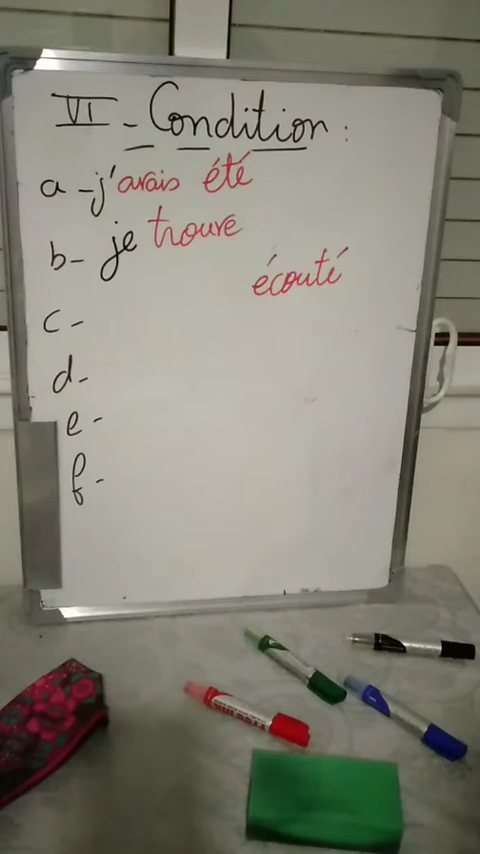 VI - Condition :
a - j'avais été
b - je trouve
écouté
c -
d -
e -
f -